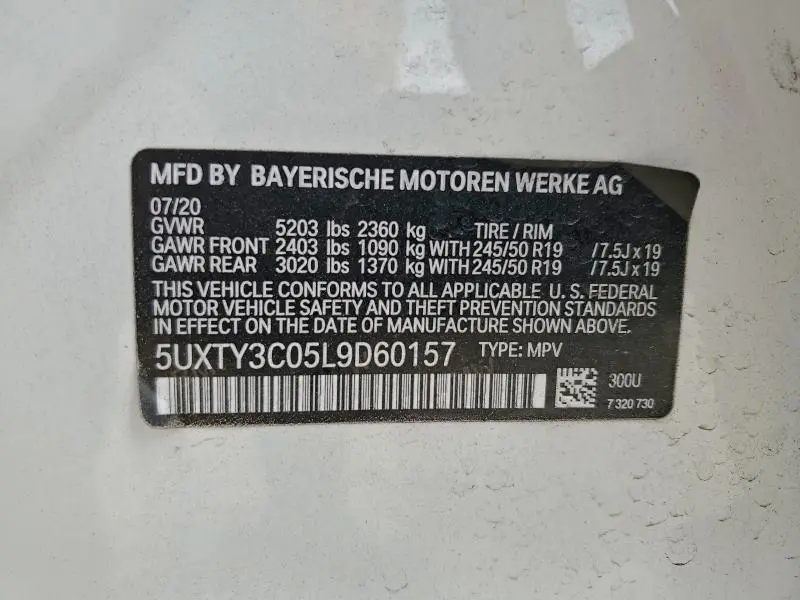 MFD BY BAYERISCHE MOTOREN WERKE AG
07/20
GVWR 5203 lbs 2360 kg TIRE / RIM
GAWR FRONT 2403 lbs 1090 kg WITH 245/50 R19 /7.5J x 19
GAWR REAR 3020 lbs 1370 kg WITH 245/50 R19 /7.5J x 19
THIS VEHICLE CONFORMS TO ALL APPLICABLE U. S. FEDERAL
MOTOR VEHICLE SAFETY AND THEFT PREVENTION STANDARDS
IN EFFECT ON THE DATE OF MANUFACTURE SHOWN ABOVE.
5UXTY3C05L9D60157 TYPE: MPV
300U
7 320 730